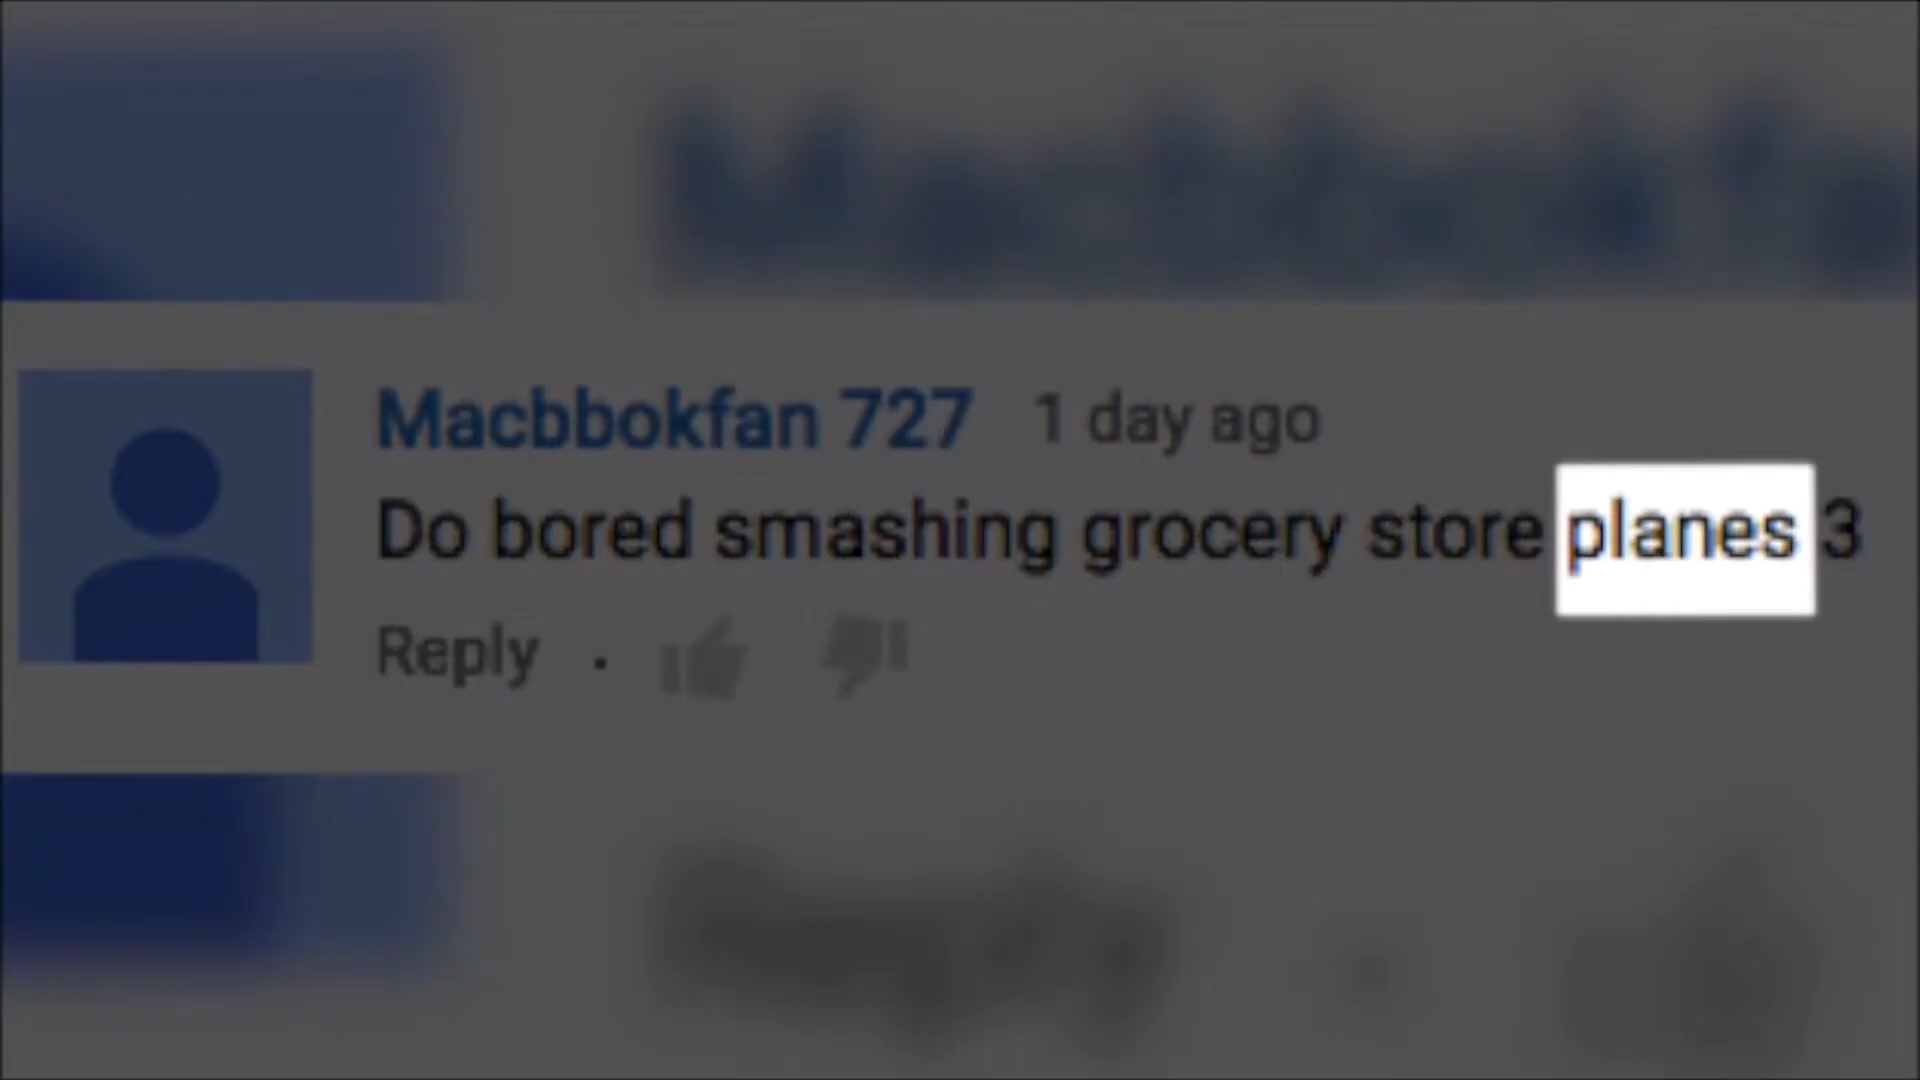 Macbbokfan 727 1 day ago
Do bored smashing grocery store planes 3
Reply